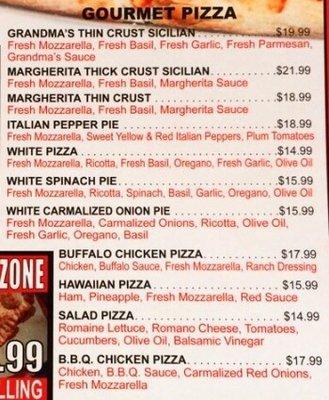 GOURMET PIZZA
GRANDMA'S THIN CRUST SICILIAN..................$19.99
Fresh Mozzarella, Fresh Basil, Fresh Garlic, Fresh Parmesan,
Grandma's Sauce
MARGHERITA THICK CRUST SICILIAN.............$21.99
Fresh Mozzarella, Fresh Basil, Margherita Sauce
MARGHERITA THIN CRUST..........................$18.99
Fresh Mozzarella, Fresh Basil, Margherita Sauce
ITALIAN PEPPER PIE.................................$18.99
Fresh Mozzarella, Sweet Yellow & Red Italian Peppers, Plum Tomatoes
WHITE PIZZA..........................................$14.99
Fresh Mozzarella, Ricotta, Fresh Basil, Oregano, Fresh Garlic, Olive Oil
WHITE SPINACH PIE.................................$15.99
Fresh Mozzarella, Ricotta, Spinach, Basil, Garlic, Oregano, Olive Oil
WHITE CARMALIZED ONION PIE....................$15.99
Fresh Mozzarella, Carmalized Onions, Ricotta, Olive Oil,
Fresh Garlic, Oregano, Basil
BUFFALO CHICKEN PIZZA....................$17.99
Chicken, Buffalo Sauce, Fresh Mozzarella, Ranch Dressing
HAWAIIAN PIZZA...............................$15.99
Ham, Pineapple, Fresh Mozzarella, Red Sauce
SALAD PIZZA...................................$14.99
Romaine Lettuce, Romano Cheese, Tomatoes,
Cucumbers, Olive Oil, Balsamic Vinegar
B.B.Q. CHICKEN PIZZA.......................$17.99
Chicken, B.B.Q. Sauce, Carmalized Red Onions,
Fresh Mozzarella
ZONE
.99
LLING